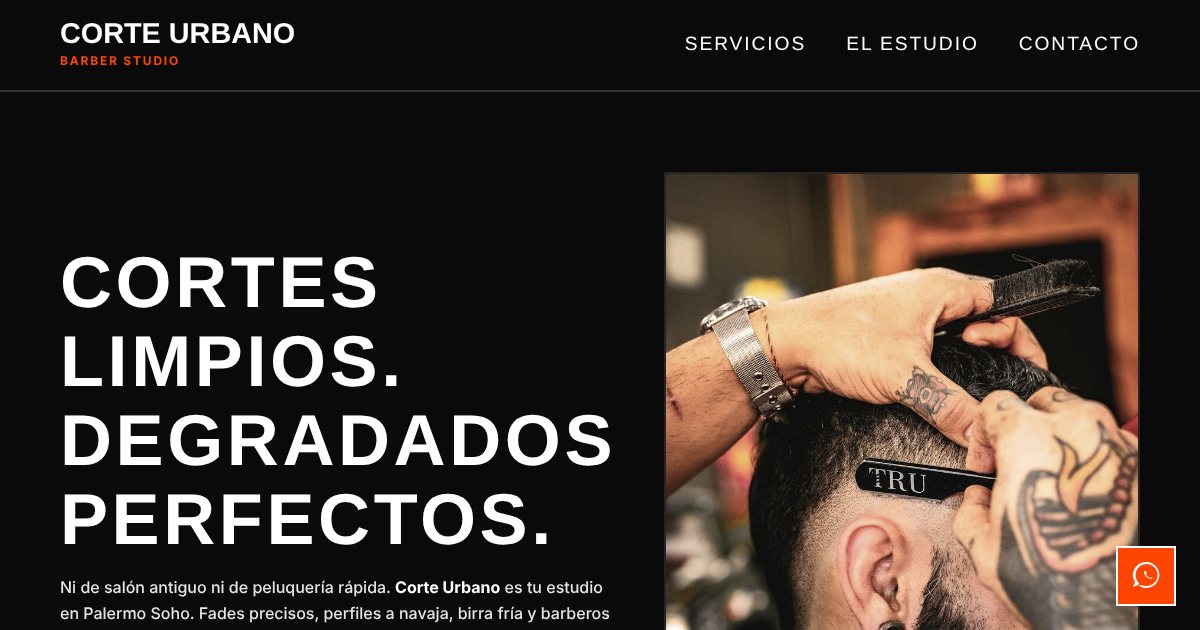 CORTE URBANO
BARBER STUDIO
SERVICIOS
EL ESTUDIO
CONTACTO
CORTES
LIMPIOS.
DEGRADADOS
PERFECTOS.
Ni de salón antiguo ni de peluquería rápida. Corte Urbano es tu estudio
en Palermo Soho. Fades precisos, perfiles a navaja, birra fría y barberos
TRU